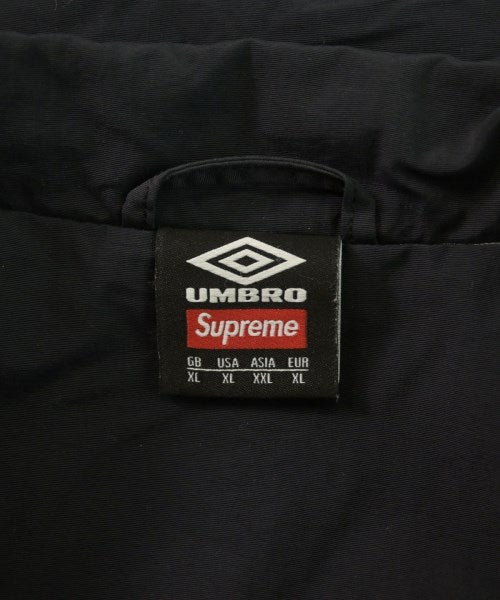 UMBRO
Supreme
GB USA ASIA EUR
XL XL XXL XL